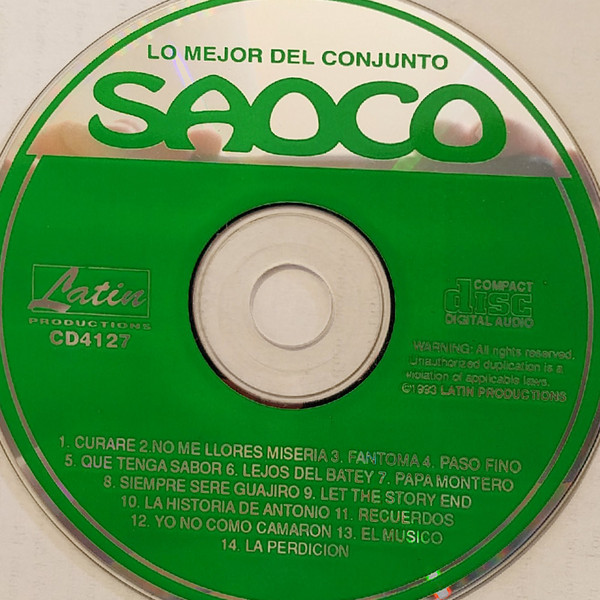 LO MEJOR DEL CONJUNTO
SAOCO
Latin
PRODUCTIONS
CD4127
COMPACT
disc
DIGITAL AUDIO
WARNING: All rights reserved.
Unauthorized duplication is a
violation of applicable laws.
©1993 LATIN PRODUCTIONS
1. CURARE 2.NO ME LLORES MISERIA 3. FANTOMA 4. PASO FINO
5. QUE TENGA SABOR 6. LEJOS DEL BATEY 7. PAPA MONTERO
8. SIEMPRE SERE GUAJIRO 9. LET THE STORY END
10. LA HISTORIA DE ANTONIO 11. RECUERDOS
12. YO NO COMO CAMARON 13. EL MUSICO
14. LA PERDICION